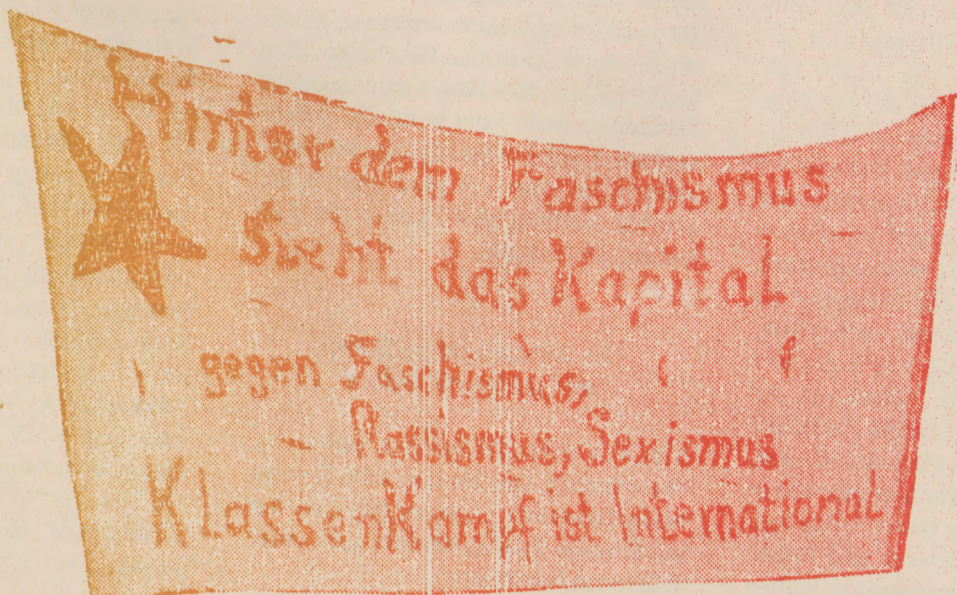 Hinter dem Faschismus
Steht das Kapital
gegen Faschismus,
Rassismus, Sexismus
KlassenKampf ist International